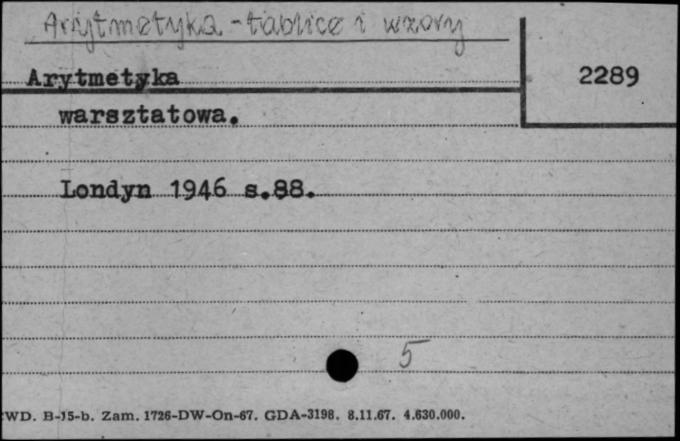 Arytmetyka - tablice i wzory
Arytmetyka
2289
warsztatowa.
Londyn 1946 s.88.
5
WD. B-15-b. Zam. 1726-DW-On-67. GDA-3198. 8.11.67. 4.630.000.